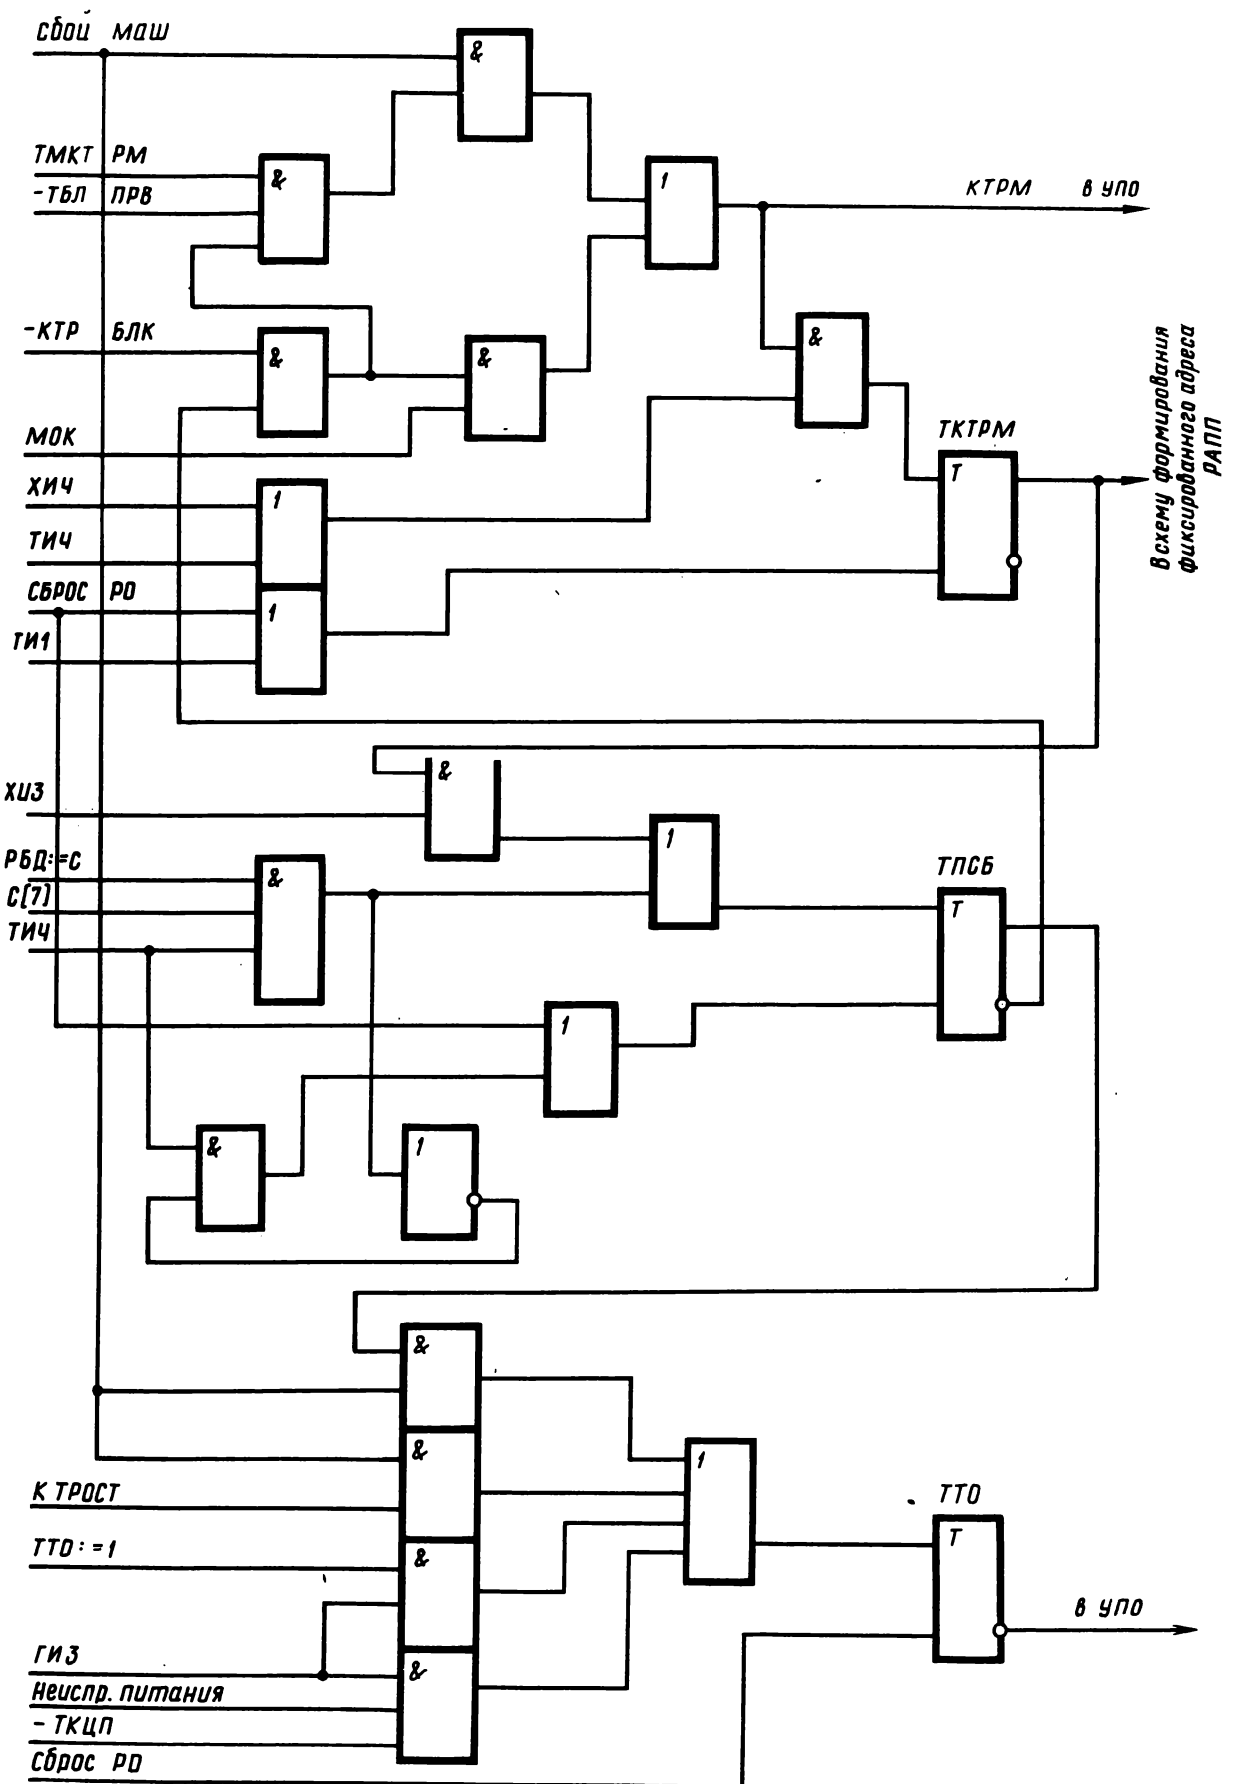 Сбой МАШ
&
ТМКТ РМ
&
-ТБЛ ПРВ
1
КТРМ В УПО
-КТР БЛК
&
&
&
В схему формирования
фиксированного адреса
РАПП
МОК
ТКТРМ
Т
ХИЧ
1
ТИЧ
СБРОС РО
1
ТИ1
&
ХИЗ
1
РБД:=С
&
ТПСБ
С[7]
Т
ТИЧ
1
&
1
&
&
1
К ТРОСТ
ТТО
ТТО:=1
&
Т
В УПО
ГИЗ
&
Неиспр. питания
- ТКЦП
Сброс РО